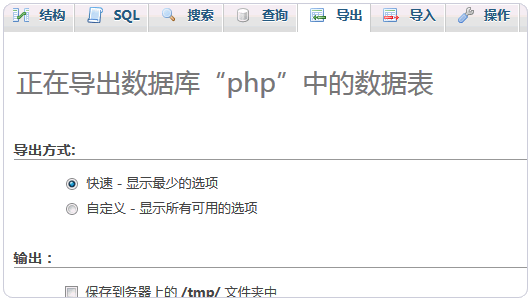 结构 SQL 搜索 查询 导出 导入 操作
正在导出数据库“php”中的数据表
导出方式:
快速 - 显示最少的选项
自定义 - 显示所有可用的选项
输出：
保存到务器上的 /tmp/ 文件夹中